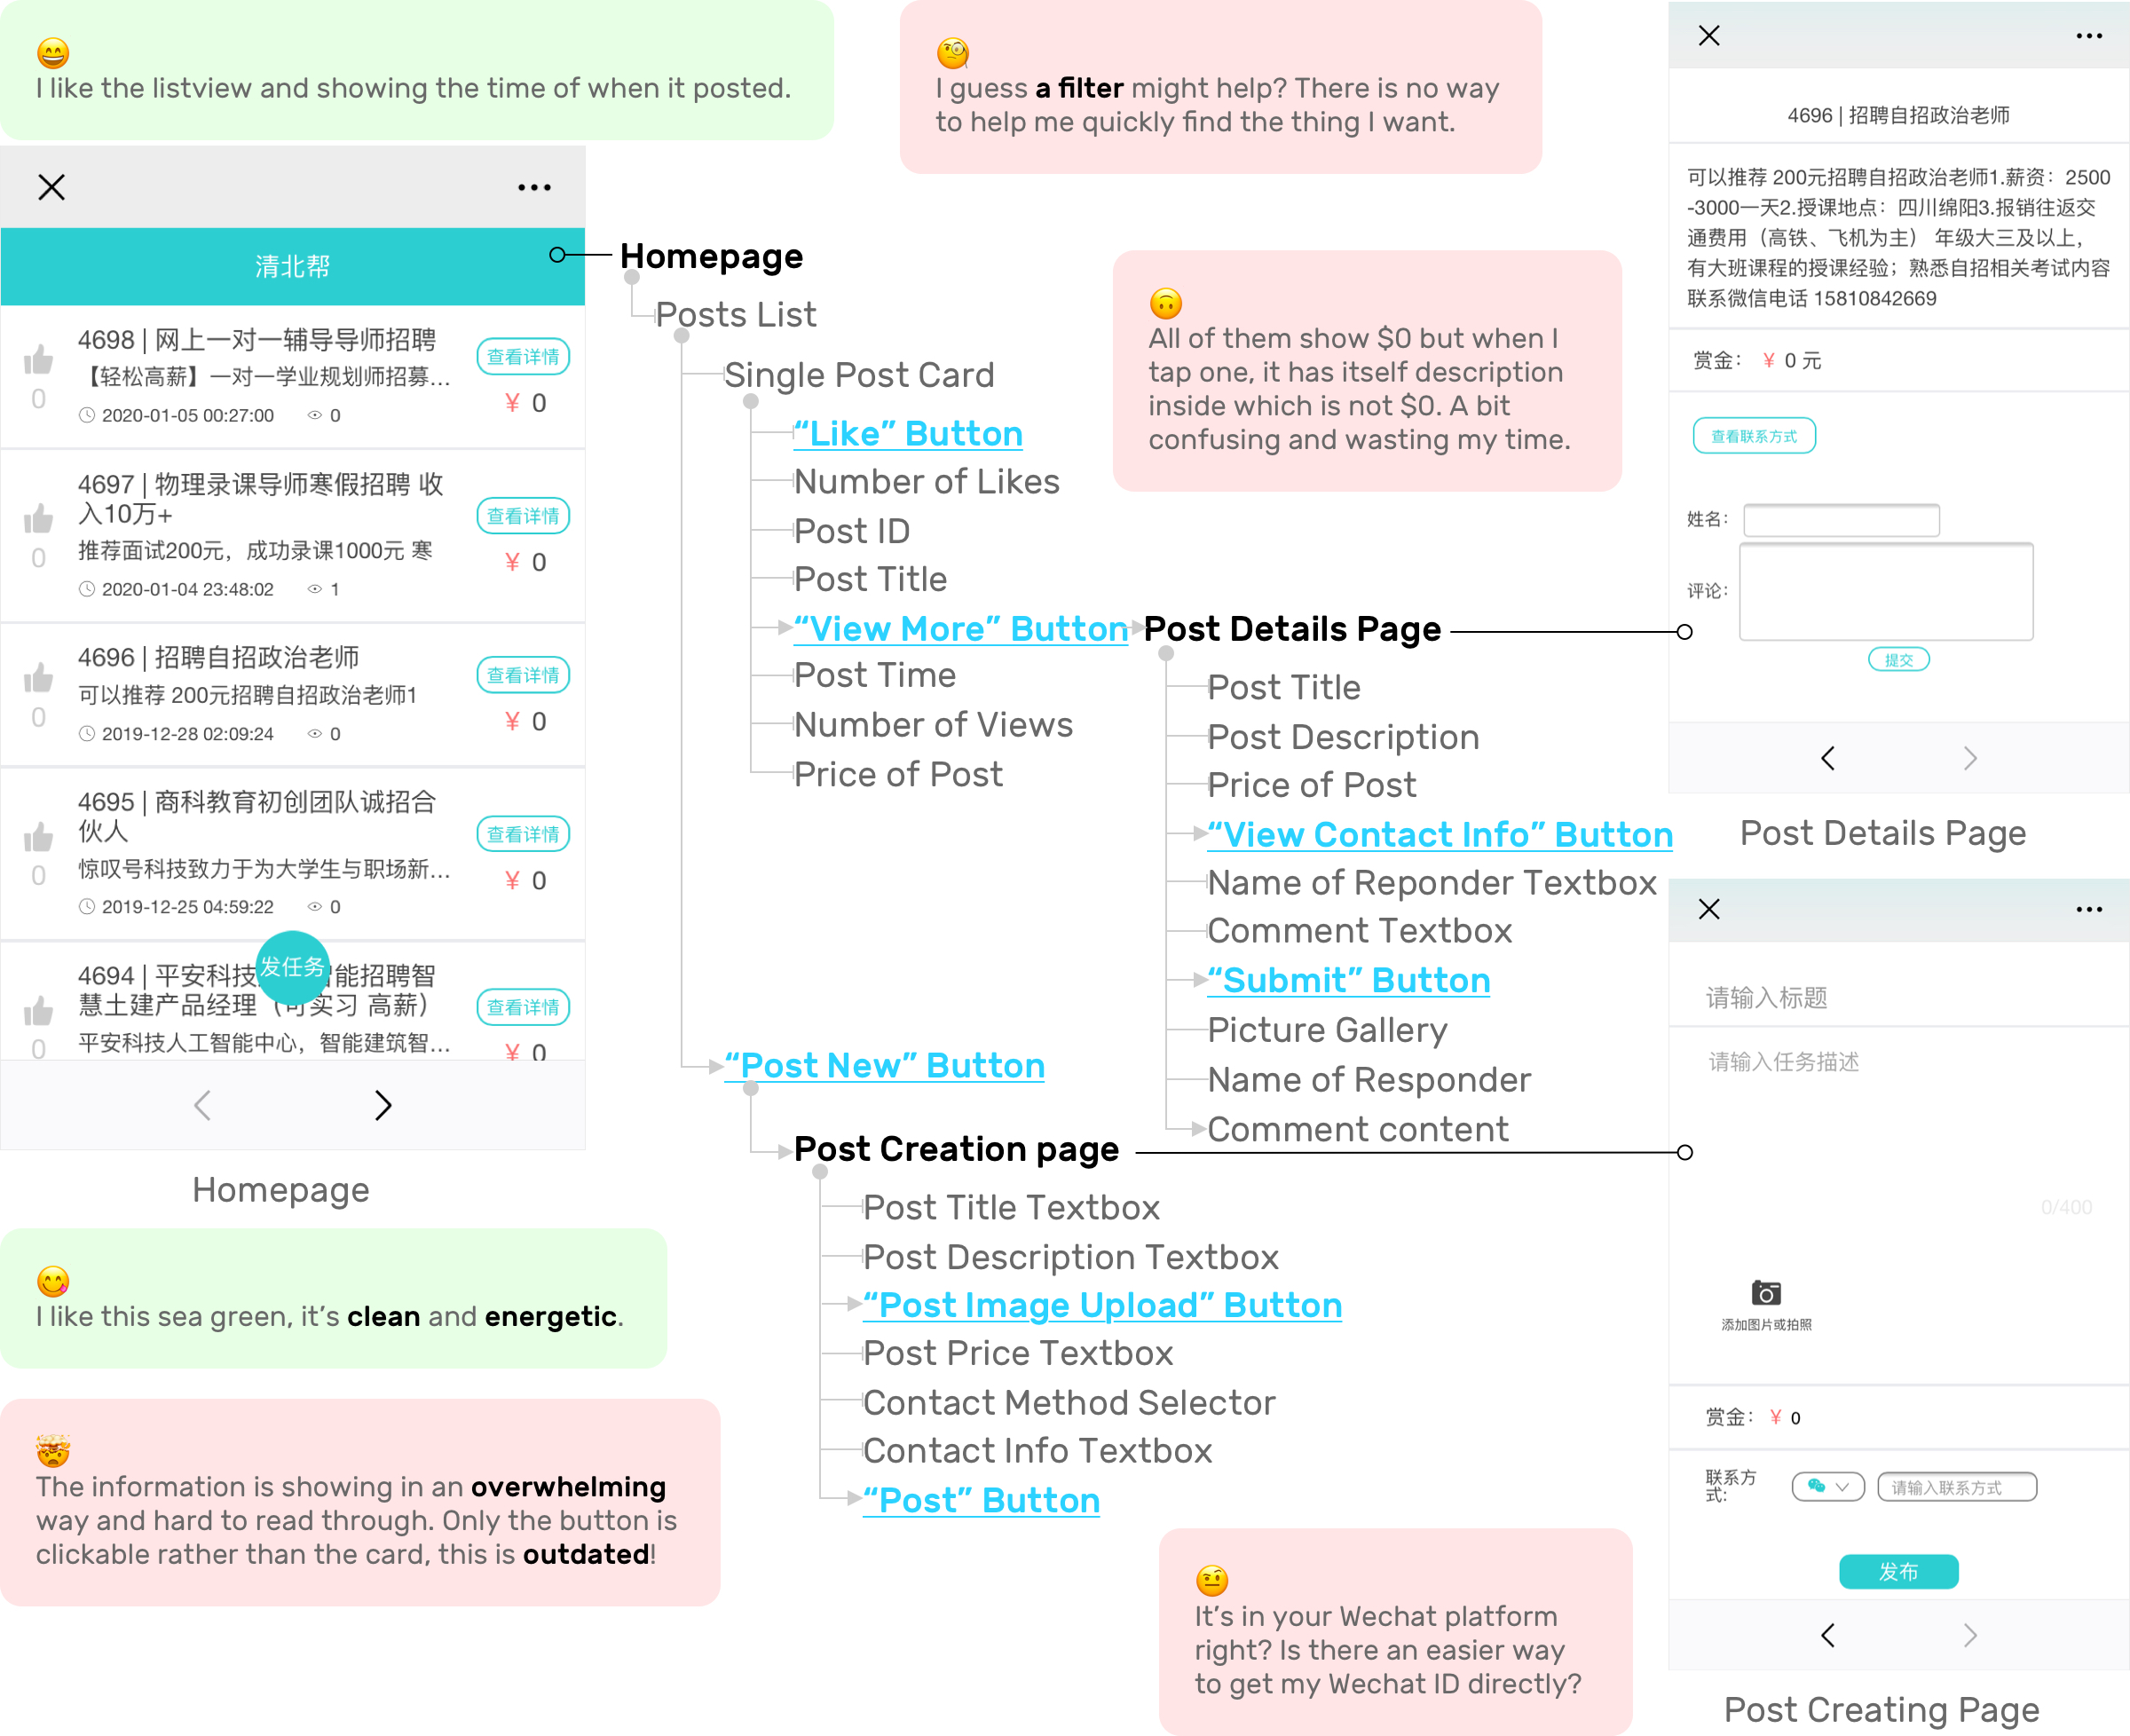 I like the listview and showing the time of when it posted.
I guess a filter might help? There is no way
to help me quickly find the thing I want.
清北帮
4698 | 网上一对一辅导导师招聘
【轻松高薪】一对一学业规划师招募...
2020-01-05 00:27:00
0
0
查看详情
¥ 0
4697 | 物理录课导师寒假招聘 收
入10万+
推荐面试200元，成功录课1000元 寒
2020-01-04 23:48:02
1
0
查看详情
¥ 0
4696 | 招聘自招政治老师
可以推荐 200元招聘自招政治老师1
2019-12-28 02:09:24
0
0
查看详情
¥ 0
4695 | 商科教育初创团队诚招合
伙人
惊叹号科技致力于为大学生与职场新...
2019-12-25 04:59:22
0
0
查看详情
¥ 0
发任务
4694 | 平安科技
智能招聘智
慧土建产品经理（可实习 高薪）
平安科技人工智能中心，智能建筑智...
0
查看详情
¥ 0
Homepage
I like this sea green, it's clean and energetic.
The information is showing in an overwhelming
way and hard to read through. Only the button is
clickable rather than the card, this is outdated!
Homepage
Posts List
Single Post Card
“Like” Button
Number of Likes
Post ID
Post Title
“View More” Button
Post Time
Number of Views
Price of Post
“Post New” Button
Post Creation page
Post Title Textbox
Post Description Textbox
“Post Image Upload” Button
Post Price Textbox
Contact Method Selector
Contact Info Textbox
“Post” Button
All of them show $0 but when I
tap one, it has itself description
inside which is not $0. A bit
confusing and wasting my time.
Post Details Page
Post Title
Post Description
Price of Post
“View Contact Info” Button
Name of Reponder Textbox
Comment Textbox
“Submit” Button
Picture Gallery
Name of Responder
Comment content
It’s in your Wechat platform
right? Is there an easier way
to get my Wechat ID directly?
4696 | 招聘自招政治老师
可以推荐 200元招聘自招政治老师1.薪资：2500
-3000一天2.授课地点：四川绵阳3.报销往返交
通费用（高铁、飞机为主） 年级大三及以上，
有大班课程的授课经验；熟悉自招相关考试内容
联系微信电话 15810842669
赏金： ¥ 0 元
查看联系方式
姓名：
评论：
提交
Post Details Page
请输入标题
请输入任务描述
0/400
添加图片或拍照
赏金： ¥ 0
联系方
式:
请输入联系方式
发布
Post Creating Page